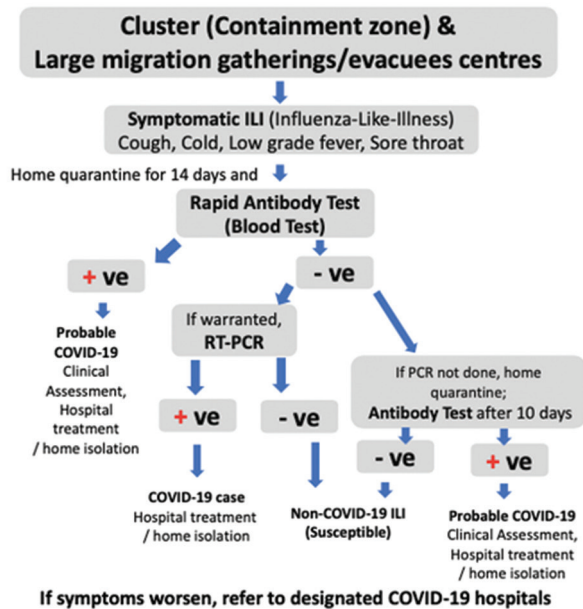 Cluster (Containment zone) &
Large migration gatherings/evacuees centres
Symptomatic ILI (Influenza-Like-Illness)
Cough, Cold, Low grade fever, Sore throat
Home quarantine for 14 days and
Rapid Antibody Test
(Blood Test)
+ ve
- ve
Probable
COVID-19
Clinical
Assessment,
Hospital
treatment
/ home isolation
If warranted,
RT-PCR
If PCR not done, home
quarantine;
Antibody Test after 10 days
+ ve
- ve
- ve
+ ve
COVID-19 case
Hospital treatment
/ home isolation
Non-COVID-19 ILI
(Susceptible)
Probable COVID-19
Clinical Assessment,
Hospital treatment
/ home isolation
If symptoms worsen, refer to designated COVID-19 hospitals